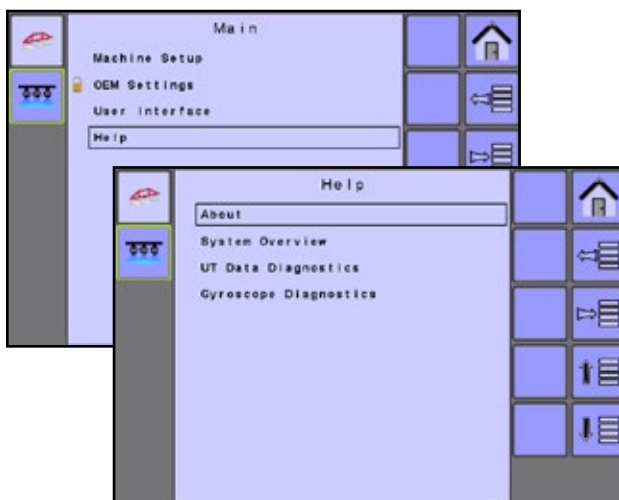 Main
Machine Setup
OEM Settings
User Interface
Help
Help
About
System Overview
UT Data Diagnostics
Gyroscope Diagnostics